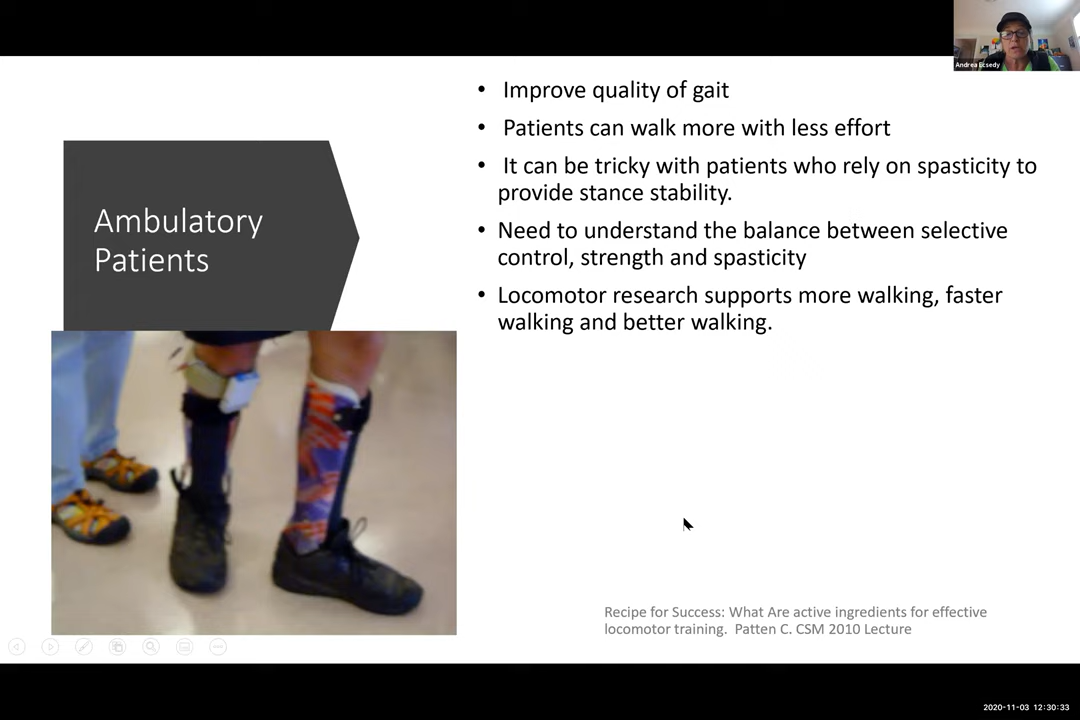 Andrea Ecsedy
Ambulatory
Patients
• Improve quality of gait
• Patients can walk more with less effort
• It can be tricky with patients who rely on spasticity to
provide stance stability.
• Need to understand the balance between selective
control, strength and spasticity
• Locomotor research supports more walking, faster
walking and better walking.
Recipe for Success: What Are active ingredients for effective
locomotor training. Patten C. CSM 2010 Lecture
2020-11-03 12:30:33